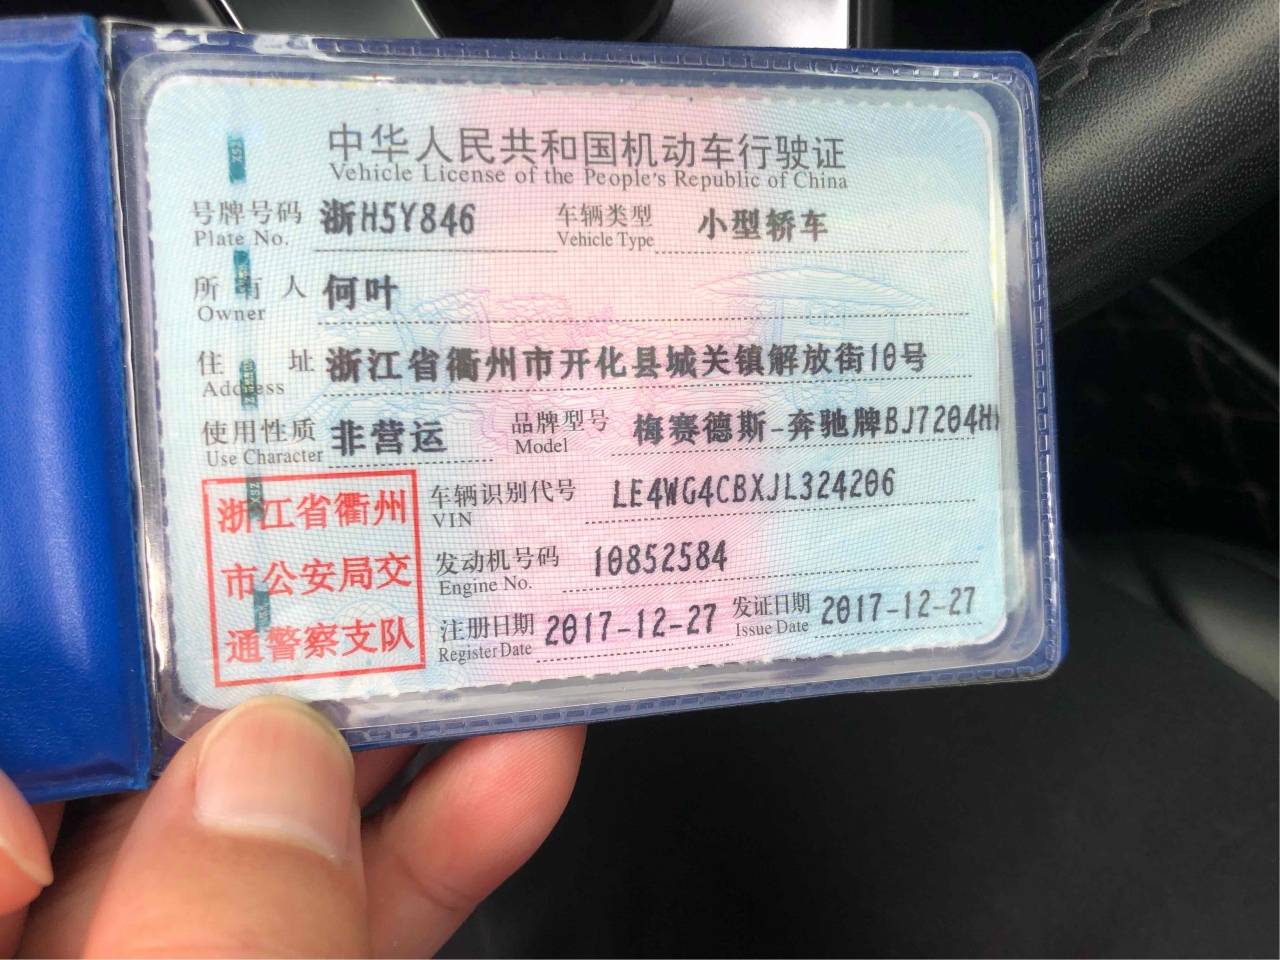 中华人民共和国机动车行驶证
Vehicle License of the People's Republic of China
号牌号码 浙H5Y846 车辆类型 小型轿车
Plate No. Vehicle Type
所有人 何叶
Owner
住址 浙江省衢州市开化县城关镇解放街10号
Address
使用性质 非营运 品牌型号 梅赛德斯-奔驰牌BJ7204H
Use Character Model
浙江省衢州
市公安局交
通警察支队
车辆识别代号 LE4WG4CBXJL324206
VIN
发动机号码 10852584
Engine No.
注册日期 2017-12-27 发证日期 2017-12-27
Register Date Issue Date